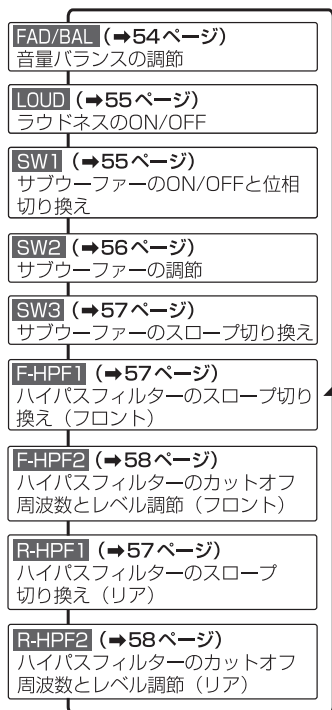 FAD/BAL (➡54ページ)
音量バランスの調節
LOUD (➡55ページ)
ラウドネスのON/OFF
SW1 (➡55ページ)
サブウーファーのON/OFFと位相
切り換え
SW2 (➡56ページ)
サブウーファーの調節
SW3 (➡57ページ)
サブウーファーのスロープ切り換え
F-HPF1 (➡57ページ)
ハイパスフィルターのスロープ切り
換え（フロント）
F-HPF2 (➡58ページ)
ハイパスフィルターのカットオフ
周波数とレベル調節（フロント）
R-HPF1 (➡57ページ)
ハイパスフィルターのスロープ
切り換え（リア）
R-HPF2 (➡58ページ)
ハイパスフィルターのカットオフ
周波数とレベル調節（リア）